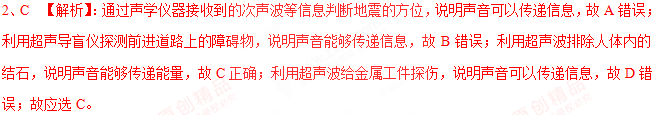 2、C 【解析】：通过声学仪器接收到的次声波等信息判断地震的方位，说明声音可以传递信息，故 A 错误；
利用超声导盲仪探测前进道路上的障碍物，说明声音能够传递信息，故 B 错误；利用超声波排除人体内的
结石，说明声音能够传递能量，故 C 正确；利用超声波给金属工件探伤，说明声音可以传递信息，故 D 错
误；故应选 C。